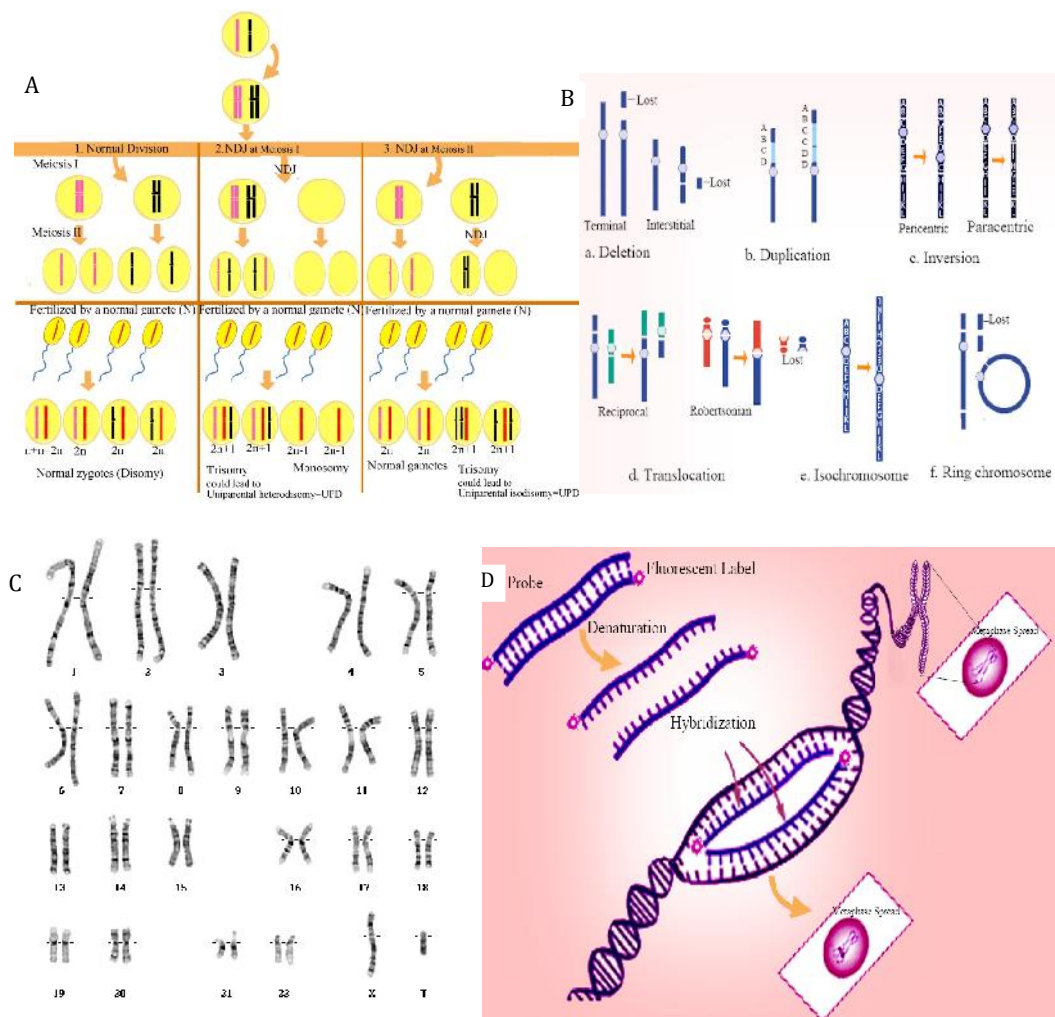 A
1. Normal Division
2.NDJ at Meiosis I
3. NDJ at Meiosis II
Meiosis I
NDJ
Meiosis II
NDJ
Fertilized by a normal gamete (N)
Fertilized by a normal gamete (N
Fertilized by a normal gamete (N)
2n
2n
2n
2n+1
2n+1
2n-1
2n-1
2n
2n
2n+1
2n+1
Normal zygotes (Disomy)
Trisomy
could lead to
Uniparental heterodisomy=UPD
Monosomy
Normal gametes
Trisomy
could lead to
Uniparental isodisomy=UPD
B
Lost
Lost
Terminal
Interstitial
a. Deletion
A
B
C
D
A
B
C
C
D
D
b. Duplication
Pericentric
Paracentric
c. Inversion
Reciprocal
Robertsonian
Lost
d. Translocation
e. Isochromosome
Lost
f. Ring chromosome
C
1
2
3
4
5
6
7
8
9
10
11
12
13
14
15
16
17
18
19
20
21
22
X
Y
D
Probe
Fluorescent Label
Denaturation
Hybridization
Metaphase Spread
Metaphase Spread